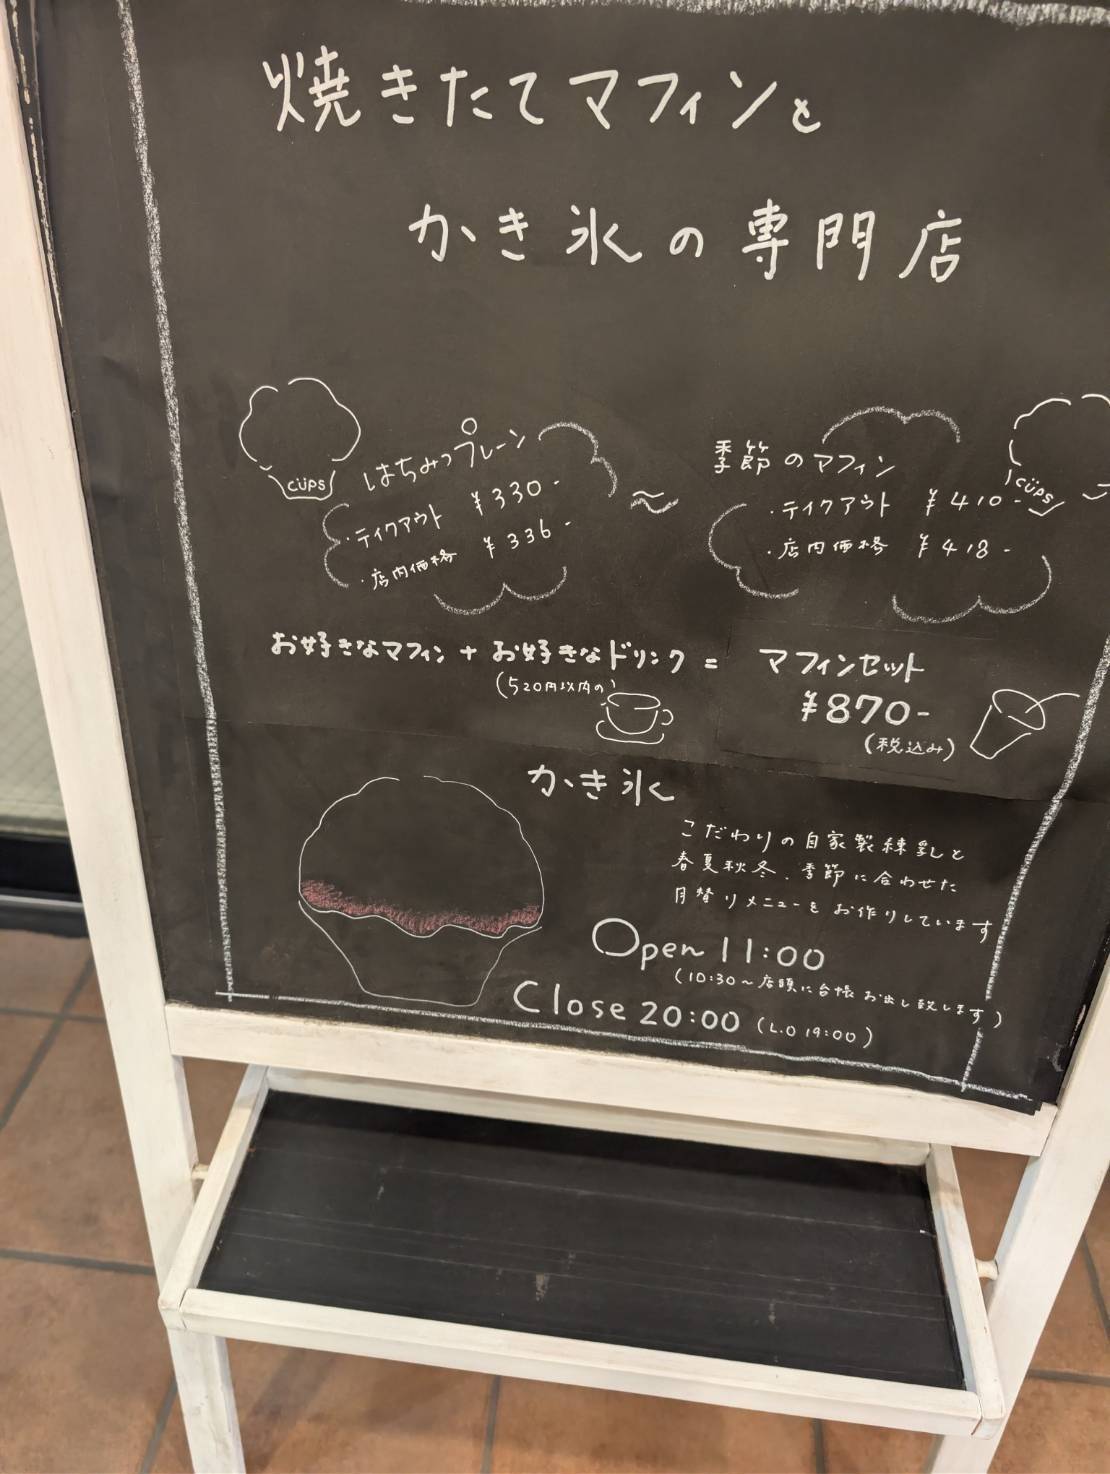 焼きたてマフィンと
かき氷の専門店
cüps
はちみつプレーン
・テイクアウト ¥330-
・店内価格 ¥336-
〜
季節のマフィン
・テイクアウト ¥410-
・店内価格 ¥418-
cüps
お好きなマフィン + お好きなドリンク = マフィンセット
(520円以内の)
¥870-
(税込み)
かき氷
こだわりの自家製練乳と
春夏秋冬、季節に合わせた
月替りメニューをお作りしています
Open 11:00
(10:30〜店頭に台帳お出し致します)
Close 20:00 (L.O 19:00)